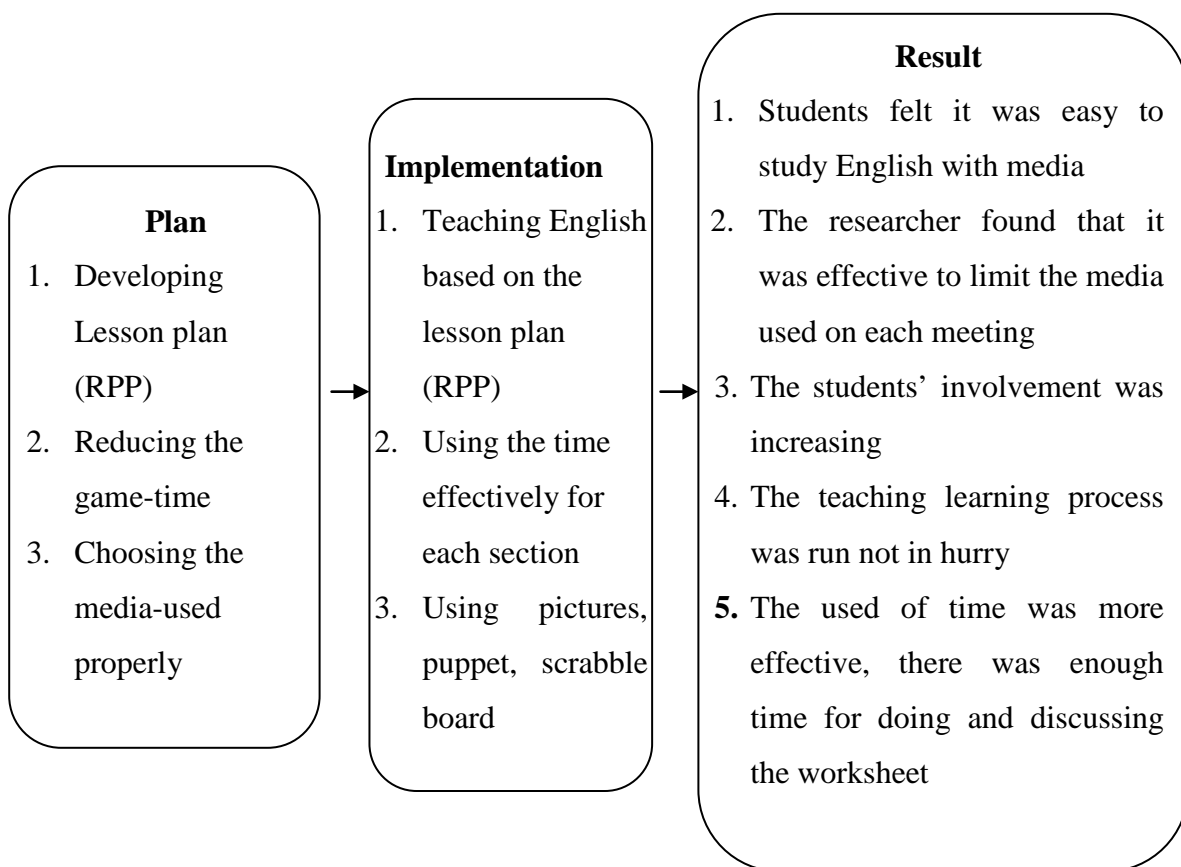 Plan
1. Developing
Lesson plan
(RPP)
2. Reducing the
game-time
3. Choosing the
media-used
properly
Implementation
1. Teaching English
based on the
lesson plan
(RPP)
2. Using the time
effectively for
each section
3. Using pictures,
puppet, scrabble
board
Result
1. Students felt it was easy to
study English with media
2. The researcher found that it
was effective to limit the media
used on each meeting
3. The students’ involvement was
increasing
4. The teaching learning process
was run not in hurry
5. The used of time was more
effective, there was enough
time for doing and discussing
the worksheet